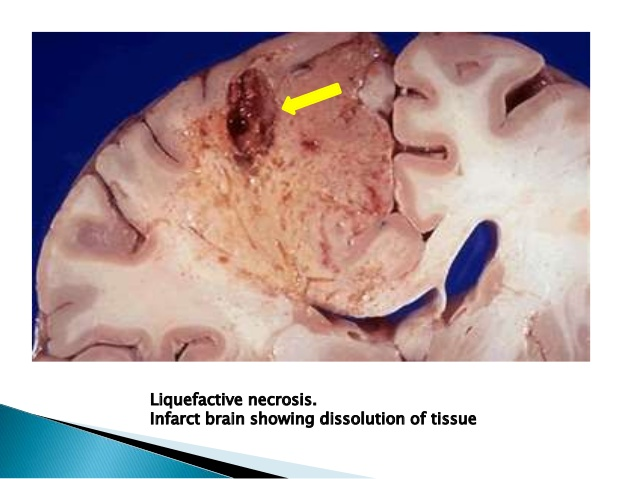 Liquefactive necrosis.
Infarct brain showing dissolution of tissue